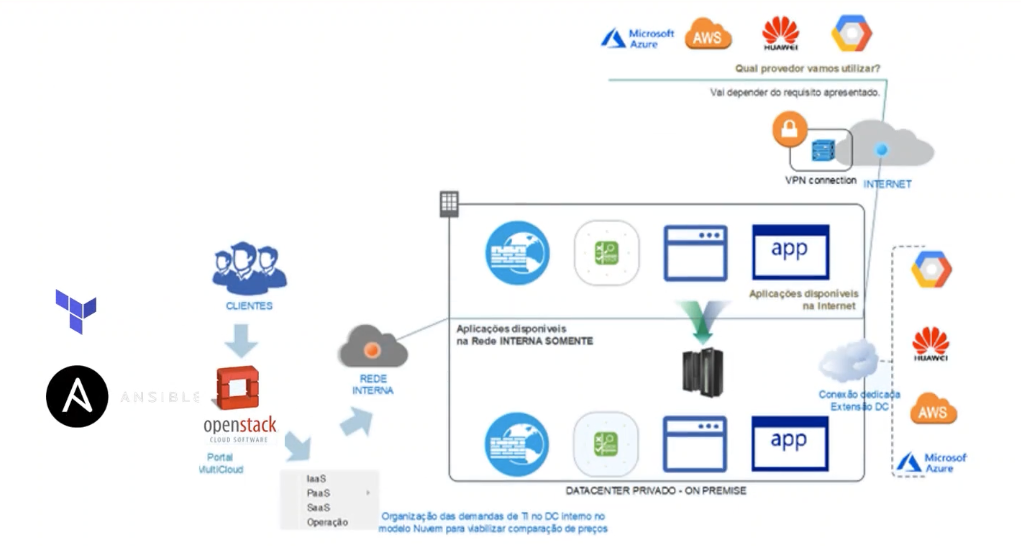 Microsoft
Azure
AWS
HUAWEI
Qual provedor vamos utilizar?
Vai depender do requisito apresentado.
VPN connection
INTERNET
app
Aplicações disponíveis
na Internet
CLIENTES
Aplicações disponíveis
na Rede INTERNA SOMENTE
HUAWEI
REDE
INTERNA
ANSIBLE
openstack
CLOUD SOFTWARE
Conexão dedicada
Extensão DC
AWS
app
Portal
MultiCloud
Microsof
Azure
IaaS
PaaS
SaaS
Operação
DATACENTER PRIVADO - ON PREMISE
Organização das demandas de TI no DC interno no
modelo Nuvem para viabilizar comparação de preços